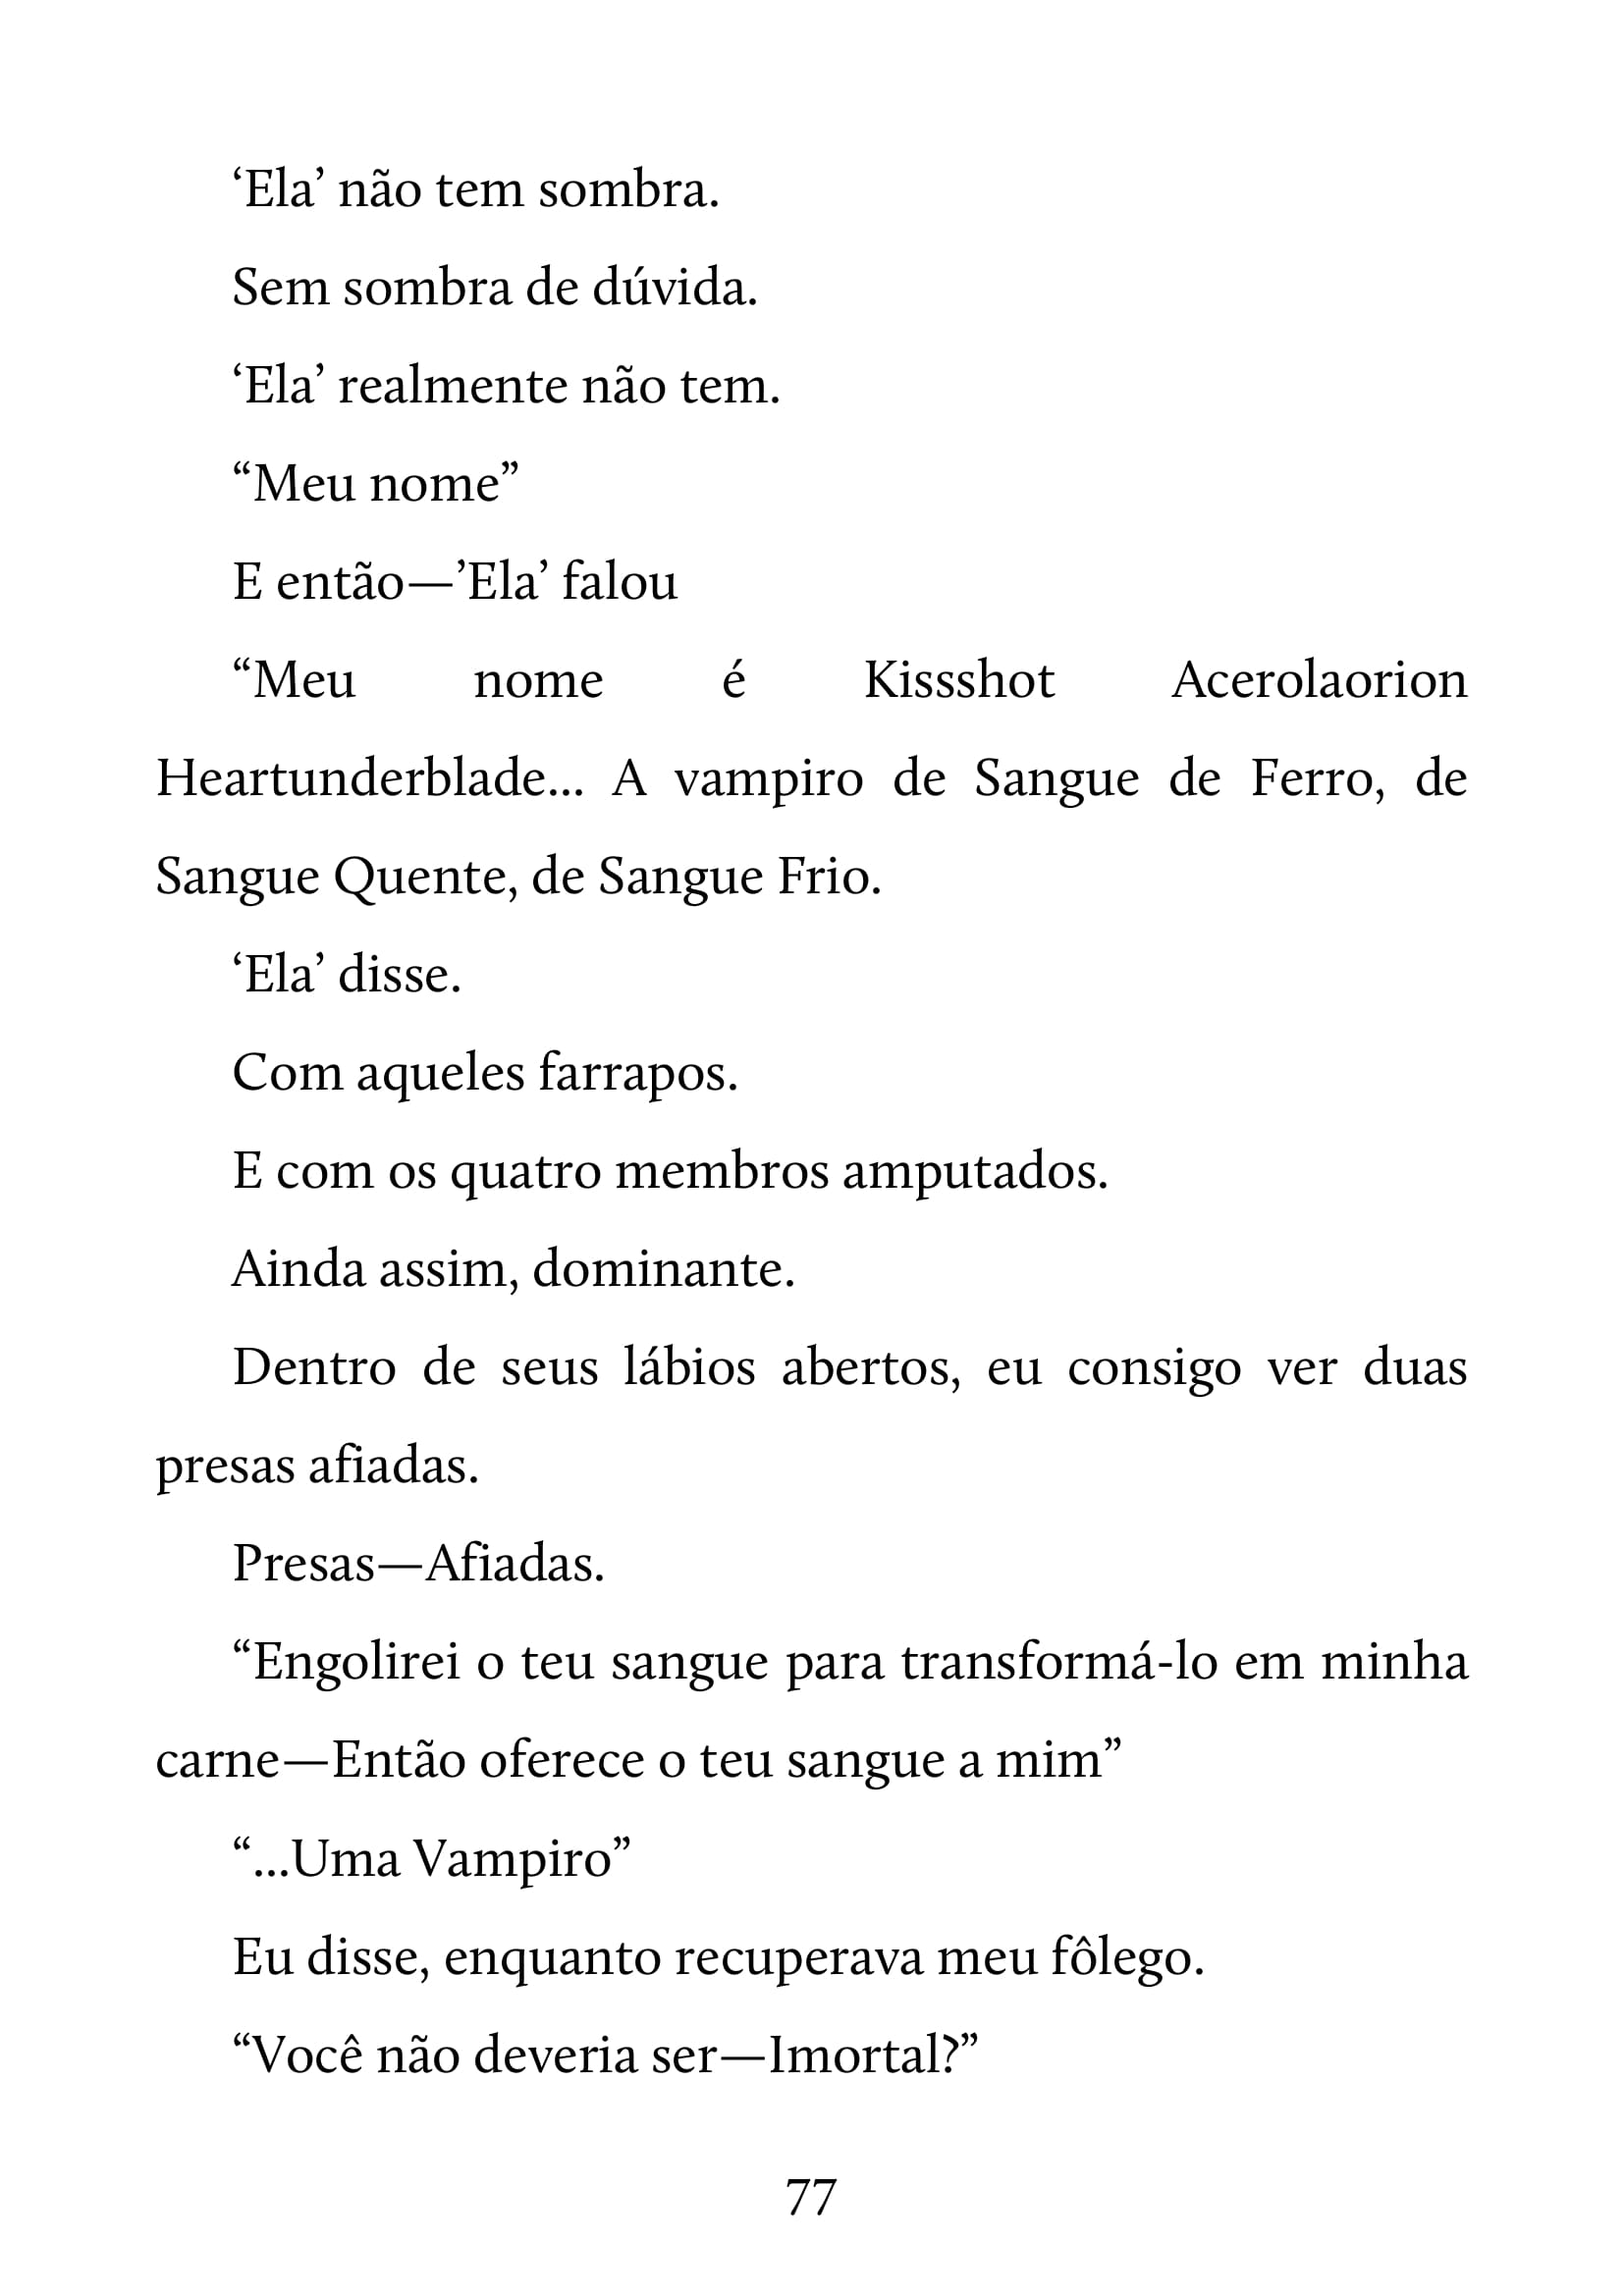 ‘Ela’ não tem sombra.
Sem sombra de dúvida.
‘Ela’ realmente não tem.
“Meu nome”
E então—’Ela’ falou
“Meu nome é Kissshot Acerolaorion
Heartunderblade... A vampiro de Sangue de Ferro, de
Sangue Quente, de Sangue Frio.
‘Ela’ disse.
Com aqueles farrapos.
E com os quatro membros amputados.
Ainda assim, dominante.
Dentro de seus lábios abertos, eu consigo ver duas
presas afiadas.
Presas—Afiadas.
“Engolirei o teu sangue para transformá-lo em minha
carne—Então oferece o teu sangue a mim”
“...Uma Vampiro”
Eu disse, enquanto recuperava meu fôlego.
“Você não deveria ser—Imortal?”
77